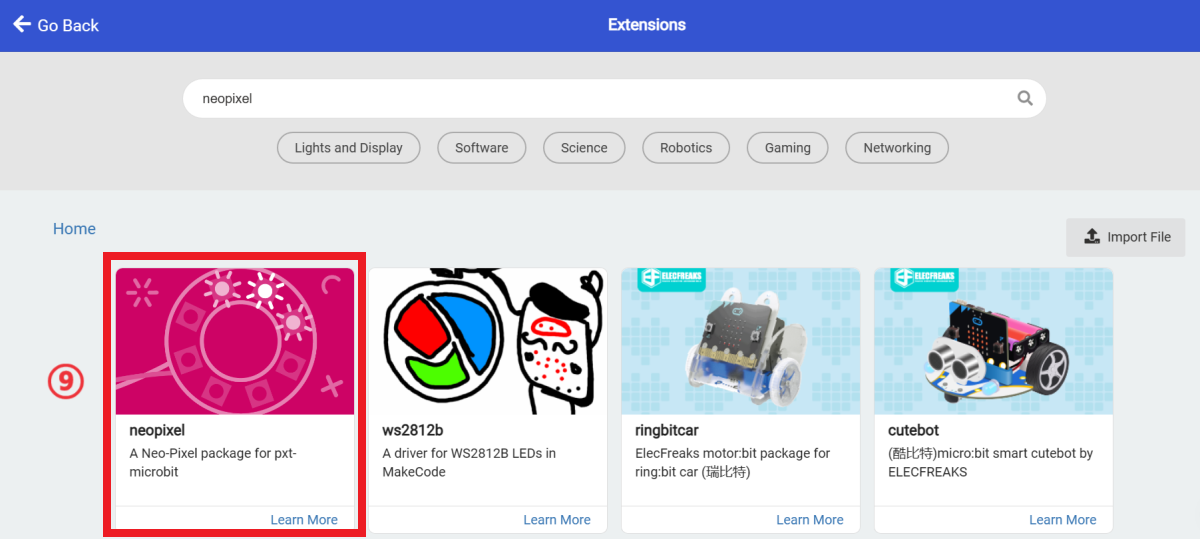 Go Back
Extensions
neopixel
Lights and Display
Software
Science
Robotics
Gaming
Networking
Home
Import File
⑨
neopixel
A Neo-Pixel package for pxt-
microbit
Learn More
ws2812b
A driver for WS2812B LEDs in
MakeCode
Learn More
ELECFREAKS
ringbitcar
ElecFreaks motor:bit package for
ring:bit car (瑞比特)
Learn More
ELECFREAKS
cutebot
(酷比特)micro:bit smart cutebot by
ELECFREAKS
Learn More